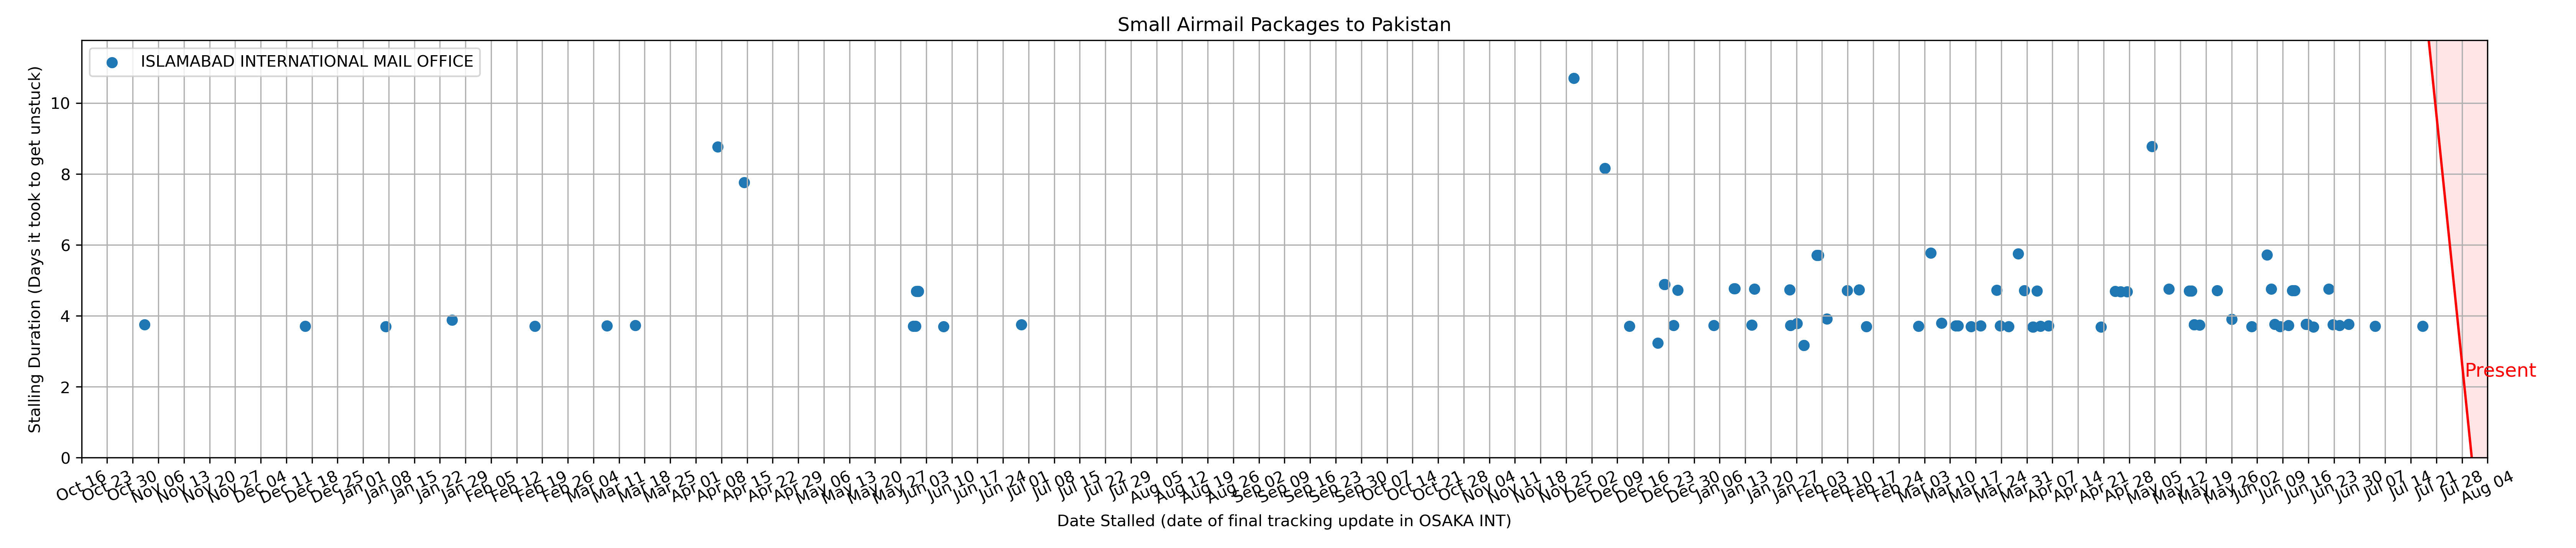 Small Airmail Packages to Pakistan
ISLAMABAD INTERNATIONAL MAIL OFFICE
Stalling Duration (Days it took to get unstuck)
10
8
6
4
2
0
Present
Oct 16
Oct 23
Oct 30
Nov 06
Nov 13
Nov 20
Nov 27
Dec 04
Dec 11
Dec 18
Dec 25
Jan 01
Jan 08
Jan 15
Jan 22
Jan 29
Feb 05
Feb 12
Feb 19
Feb 26
Mar 04
Mar 11
Mar 18
Mar 25
Apr 01
Apr 08
Apr 15
Apr 22
Apr 29
May 06
May 13
May 20
May 27
Jun 03
Jun 10
Jun 17
Jun 24
Jul 01
Jul 08
Jul 15
Jul 22
Jul 29
Aug 05
Aug 12
Aug 19
Aug 26
Sep 02
Sep 09
Sep 16
Sep 23
Sep 30
Oct 07
Oct 14
Oct 21
Oct 28
Nov 04
Nov 11
Nov 18
Nov 25
Dec 02
Dec 09
Dec 16
Dec 23
Dec 30
Jan 06
Jan 13
Jan 20
Jan 27
Feb 03
Feb 10
Feb 17
Feb 24
Mar 03
Mar 10
Mar 17
Mar 24
Mar 31
Apr 07
Apr 14
Apr 21
Apr 28
May 05
May 12
May 19
May 26
Jun 02
Jun 09
Jun 16
Jun 23
Jun 30
Jul 07
Jul 14
Jul 21
Jul 28
Aug 04
Date Stalled (date of final tracking update in OSAKA INT)